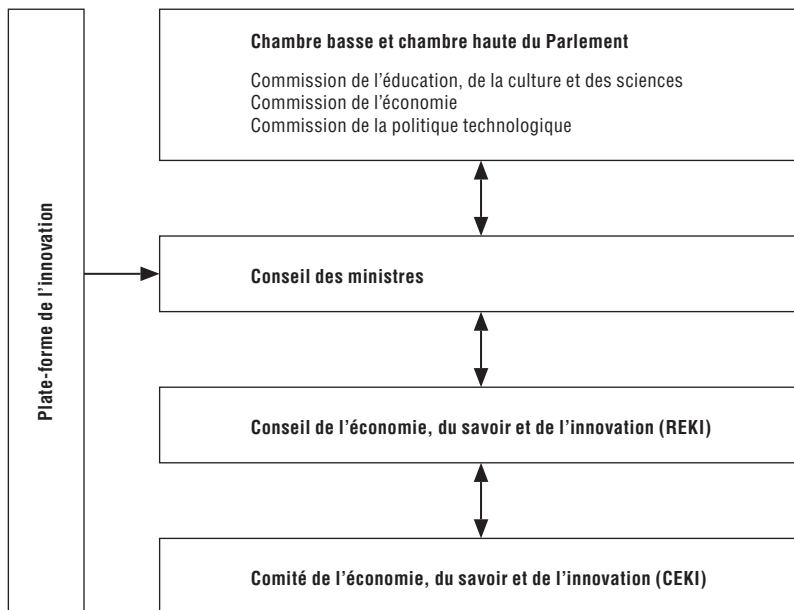 Plate-forme de l’innovation
Chambre basse et chambre haute du Parlement
Commission de l’éducation, de la culture et des sciences
Commission de l’économie
Commission de la politique technologique
Conseil des ministres
Conseil de l’économie, du savoir et de l’innovation (REKI)
Comité de l’économie, du savoir et de l’innovation (CEKI)